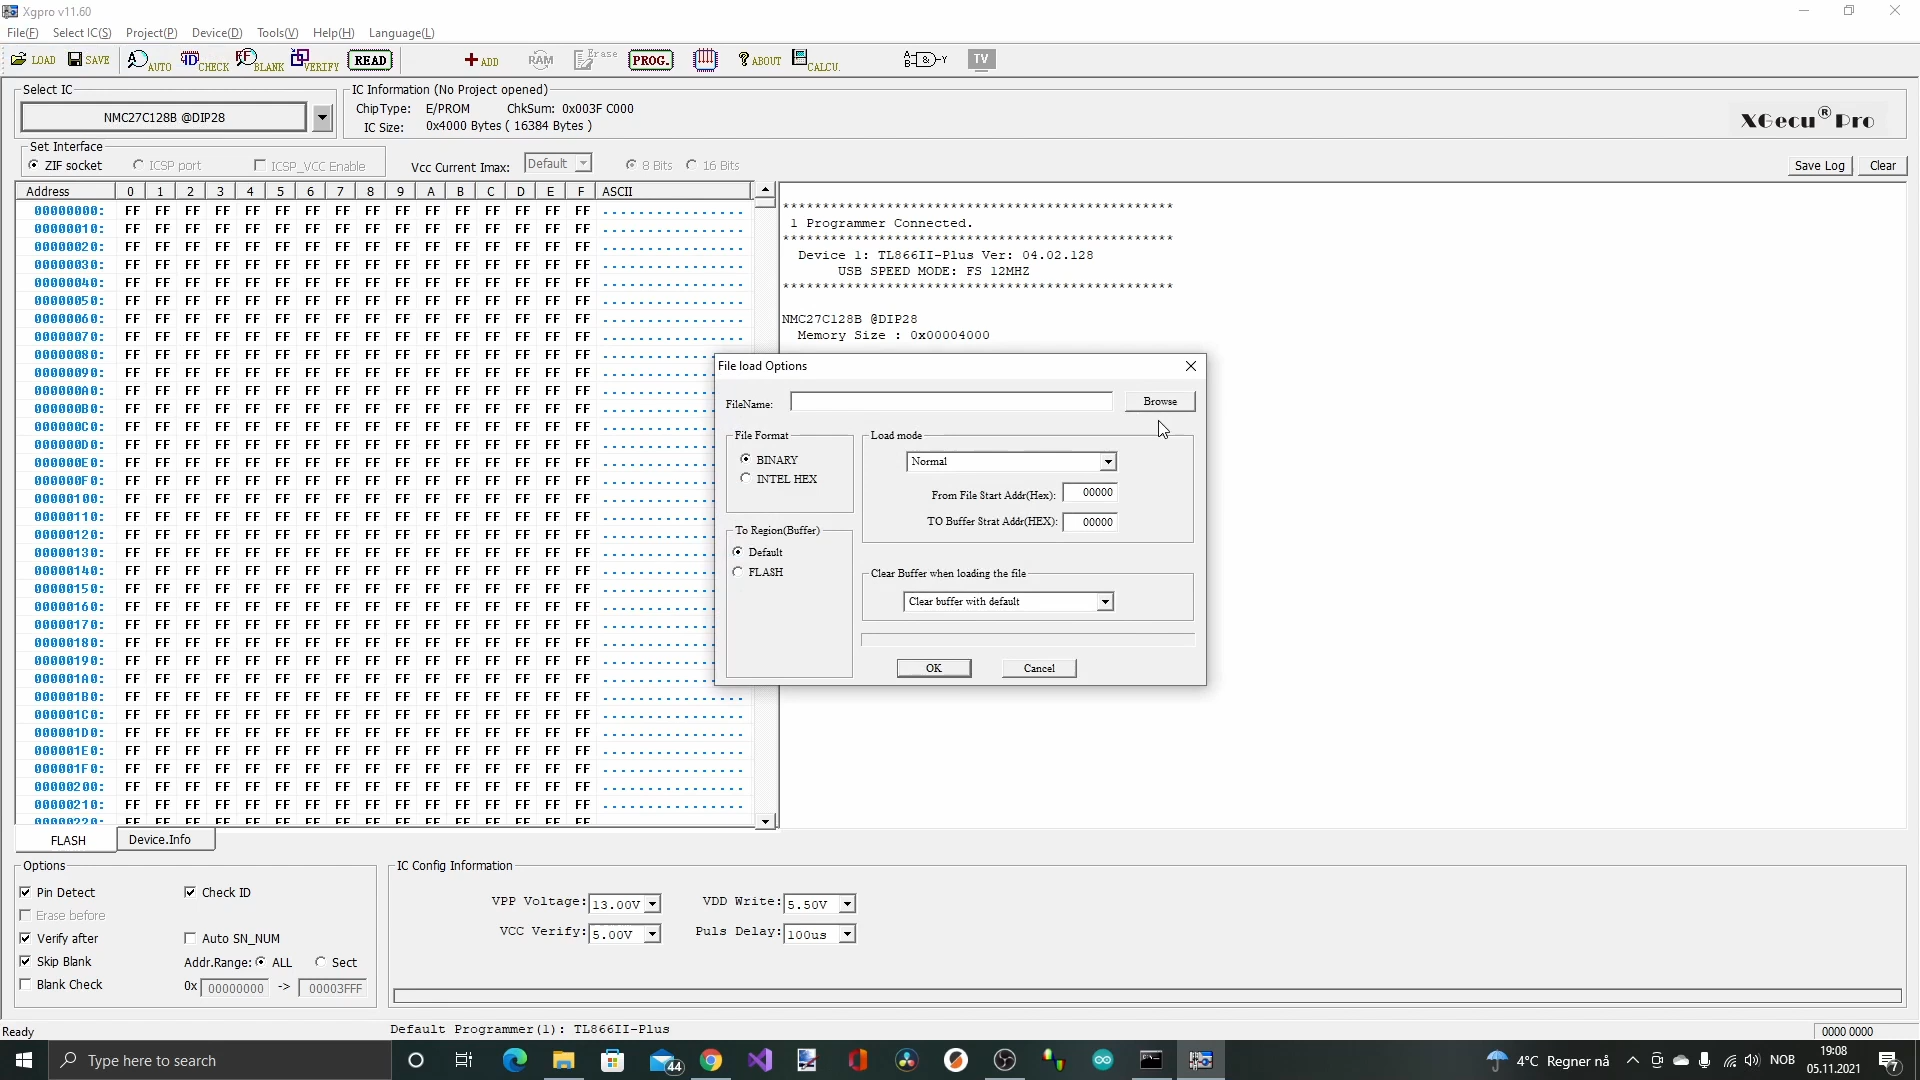 Xgpro v11.60
File(F) Select IC(S) Project(P) Device(D) Tools(V) Help(H) Language(L)
LOAD SAVE AUTO CHECK BLANK VERIFY READ ADD RAM Erase PROG. ABOUT CALCU. A B & Y TV
Select IC
NMC27C128B @DIP28
IC Information (No Project opened)
ChipType: E/PROM ChkSum: 0x003F C000
IC Size: 0x4000 Bytes ( 16384 Bytes )
XGecu® Pro
Set Interface
ZIF socket ICSP port ICSP_VCC Enable Vcc Current Imax: Default 8 Bits 16 Bits Save Log Clear
Address 0 1 2 3 4 5 6 7 8 9 A B C D E F ASCII
00000000: FF FF FF FF FF FF FF FF FF FF FF FF FF FF FF FF ................
00000010: FF FF FF FF FF FF FF FF FF FF FF FF FF FF FF FF ................
00000020: FF FF FF FF FF FF FF FF FF FF FF FF FF FF FF FF ................
00000030: FF FF FF FF FF FF FF FF FF FF FF FF FF FF FF FF ................
00000040: FF FF FF FF FF FF FF FF FF FF FF FF FF FF FF FF ................
00000050: FF FF FF FF FF FF FF FF FF FF FF FF FF FF FF FF ................
00000060: FF FF FF FF FF FF FF FF FF FF FF FF FF FF FF FF ................
00000070: FF FF FF FF FF FF FF FF FF FF FF FF FF FF FF FF ................
00000080: FF FF FF FF FF FF FF FF FF FF FF FF FF FF FF FF
00000090: FF FF FF FF FF FF FF FF FF FF FF FF FF FF FF FF
000000A0: FF FF FF FF FF FF FF FF FF FF FF FF FF FF FF FF
000000B0: FF FF FF FF FF FF FF FF FF FF FF FF FF FF FF FF
000000C0: FF FF FF FF FF FF FF FF FF FF FF FF FF FF FF FF
000000D0: FF FF FF FF FF FF FF FF FF FF FF FF FF FF FF FF
000000E0: FF FF FF FF FF FF FF FF FF FF FF FF FF FF FF FF
000000F0: FF FF FF FF FF FF FF FF FF FF FF FF FF FF FF FF
00000100: FF FF FF FF FF FF FF FF FF FF FF FF FF FF FF FF
00000110: FF FF FF FF FF FF FF FF FF FF FF FF FF FF FF FF
00000120: FF FF FF FF FF FF FF FF FF FF FF FF FF FF FF FF
00000130: FF FF FF FF FF FF FF FF FF FF FF FF FF FF FF FF
00000140: FF FF FF FF FF FF FF FF FF FF FF FF FF FF FF FF
00000150: FF FF FF FF FF FF FF FF FF FF FF FF FF FF FF FF
00000160: FF FF FF FF FF FF FF FF FF FF FF FF FF FF FF FF
00000170: FF FF FF FF FF FF FF FF FF FF FF FF FF FF FF FF
00000180: FF FF FF FF FF FF FF FF FF FF FF FF FF FF FF FF
00000190: FF FF FF FF FF FF FF FF FF FF FF FF FF FF FF FF
000001A0: FF FF FF FF FF FF FF FF FF FF FF FF FF FF FF FF
000001B0: FF FF FF FF FF FF FF FF FF FF FF FF FF FF FF FF ................
000001C0: FF FF FF FF FF FF FF FF FF FF FF FF FF FF FF FF ................
000001D0: FF FF FF FF FF FF FF FF FF FF FF FF FF FF FF FF ................
000001E0: FF FF FF FF FF FF FF FF FF FF FF FF FF FF FF FF ................
000001F0: FF FF FF FF FF FF FF FF FF FF FF FF FF FF FF FF ................
00000200: FF FF FF FF FF FF FF FF FF FF FF FF FF FF FF FF ................
00000210: FF FF FF FF FF FF FF FF FF FF FF FF FF FF FF FF ................
00000220: FF FF FF FF FF FF FF FF FF FF FF FF FF FF FF FF
*************************************************
1 Programmer Connected.
*************************************************
Device 1: TL866II-Plus Ver: 04.02.128
USB SPEED MODE: FS 12MHZ
*************************************************
NMC27C128B @DIP28
Memory Size : 0x00004000
File load Options
FileName: Browse
File Format
BINARY
INTEL HEX
Load mode
Normal
From File Start Addr(Hex): 00000
TO Buffer Strat Addr(HEX): 00000
To Region(Buffer)
Default
FLASH
Clear Buffer when loading the file
Clear buffer with default
OK Cancel
FLASH Device.Info
Options
Pin Detect Check ID
Erase before
Verify after Auto SN_NUM
Skip Blank Addr.Range: ALL Sect
Blank Check 0x 00000000 -> 00003FFF
IC Config Information
VPP Voltage: 13.00V VDD Write: 5.50V
VCC Verify: 5.00V Puls Delay: 100us
Ready Default Programmer(1): TL866II-Plus 0000 0000
Type here to search 44 4°C Regner nå NOB 19:08
05.11.2021 7